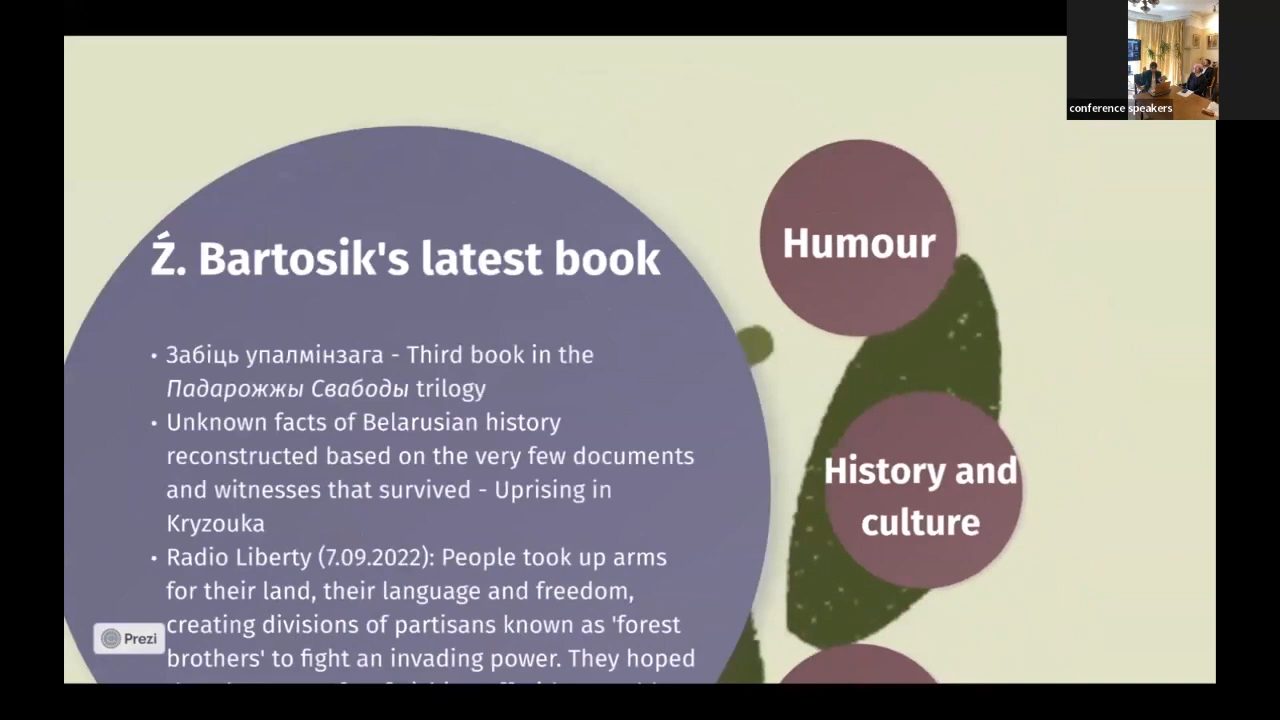 conference speakers
Ź. Bartosik's latest book
• Забіць упалмінзага - Third book in the
Падарожжы Свабоды trilogy
• Unknown facts of Belarusian history
reconstructed based on the very few documents
and witnesses that survived - Uprising in
Kryzouka
• Radio Liberty (7.09.2022): People took up arms
for their land, their language and freedom,
creating divisions of partisans known as 'forest
brothers' to fight an invading power. They hoped
Humour
History and
culture
Prezi